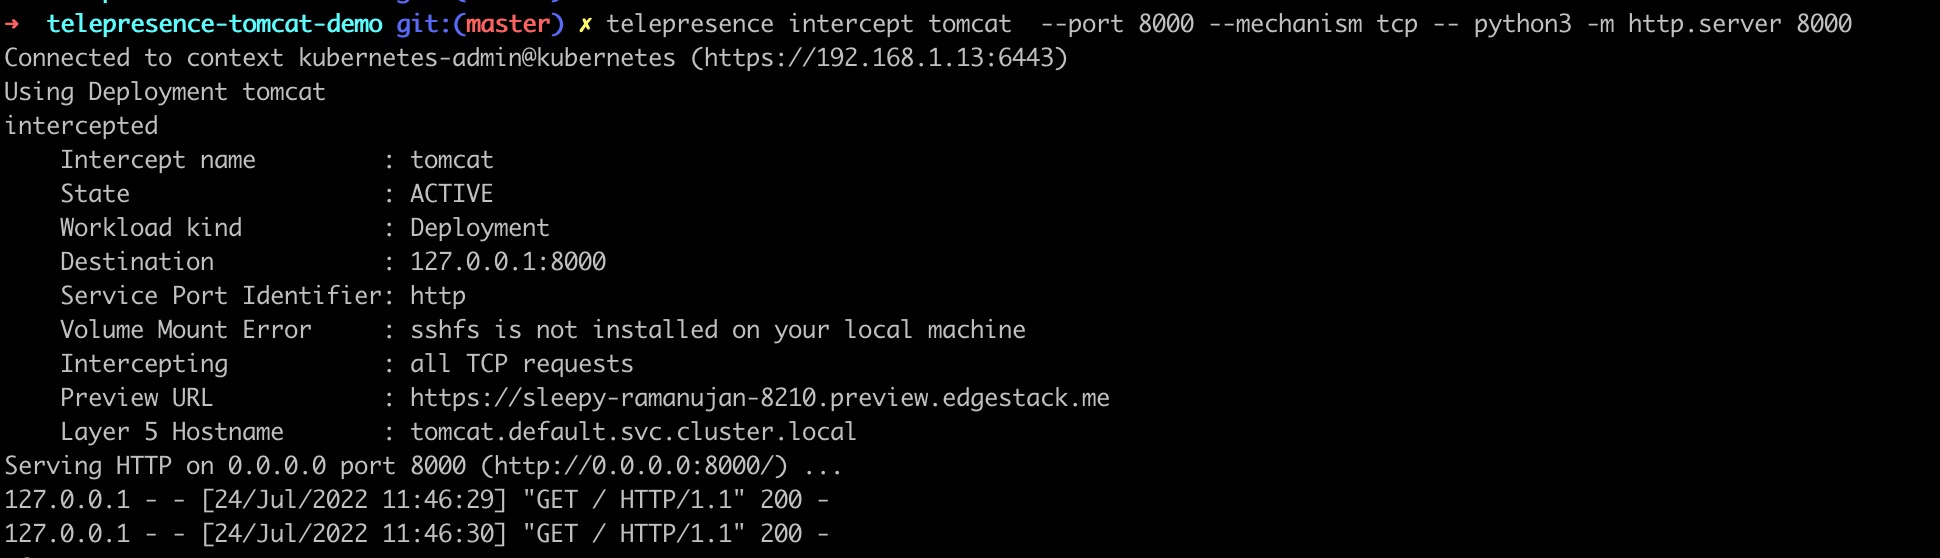 → telepresence-tomcat-demo git:(master) ✗ telepresence intercept tomcat  --port 8000 --mechanism tcp -- python3 -m http.server 8000
Connected to context kubernetes-admin@kubernetes (https://192.168.1.13:6443)
Using Deployment tomcat
intercepted
    Intercept name         : tomcat
    State                  : ACTIVE
    Workload kind          : Deployment
    Destination            : 127.0.0.1:8000
    Service Port Identifier: http
    Volume Mount Error     : sshfs is not installed on your local machine
    Intercepting           : all TCP requests
    Preview URL            : https://sleepy-ramanujan-8210.preview.edgestack.me
    Layer 5 Hostname       : tomcat.default.svc.cluster.local
Serving HTTP on 0.0.0.0 port 8000 (http://0.0.0.0:8000/) ...
127.0.0.1 - - [24/Jul/2022 11:46:29] "GET / HTTP/1.1" 200 -
127.0.0.1 - - [24/Jul/2022 11:46:30] "GET / HTTP/1.1" 200 -